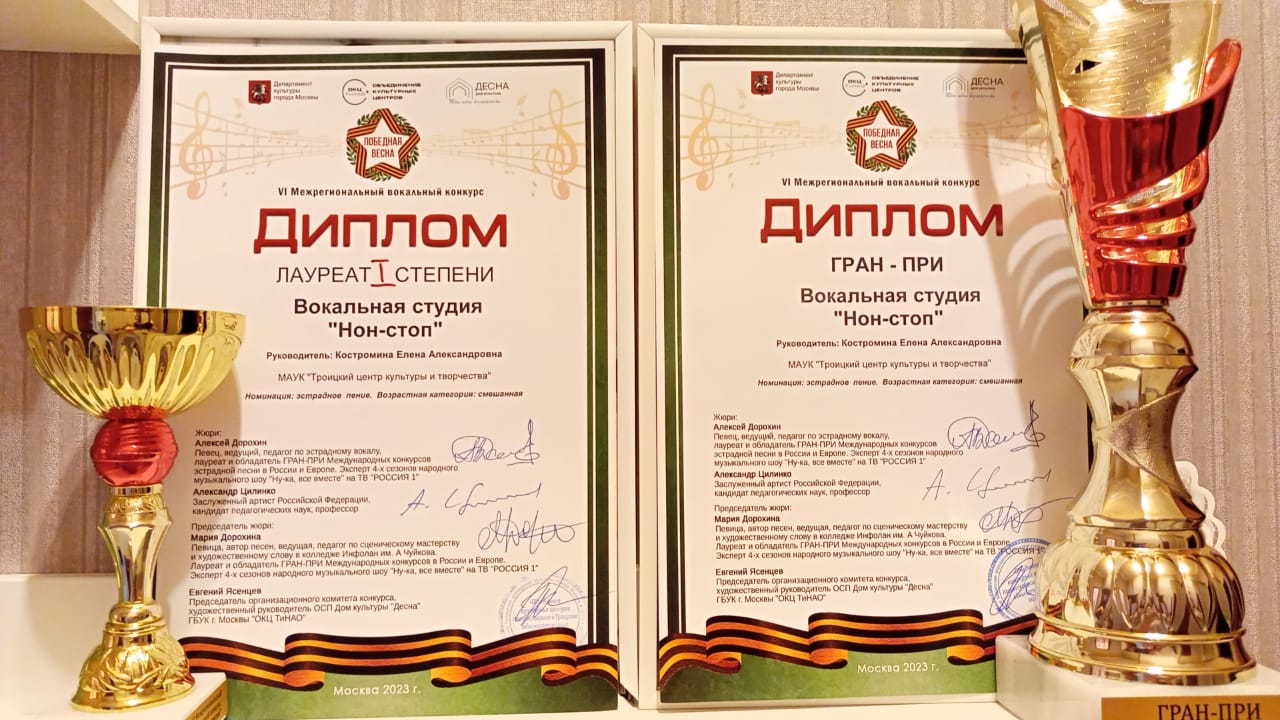 Департамент
культуры
города Москвы
ОКЦ
ОБЪЕДИНЕНИЕ
КУЛЬТУРНЫХ
ЦЕНТРОВ
ДЕСНА
ПОБЕДНАЯ
ВЕСНА
VI Межрегиональный вокальный конкурс
ДИПЛОМ
ЛАУРЕАТ I СТЕПЕНИ
Вокальная студия
"Нон-стоп"
Руководитель: Костромина Елена Александровна
МАУК "Троицкий центр культуры и творчества"
Номинация: эстрадное пение. Возрастная категория: смешанная
Жюри:
Алексей Дорохин
Певец, ведущий, педагог по эстрадному вокалу,
лауреат и обладатель ГРАН-ПРИ Международных конкурсов
эстрадной песни в России и Европе. Эксперт 4-х сезонов народного
музыкального шоу "Ну-ка, все вместе" на ТВ "РОССИЯ 1"
Александр Цилинко
Заслуженный артист Российской Федерации,
кандидат педагогических наук, профессор
Председатель жюри:
Мария Дорохина
Певица, автор песен, ведущая, педагог по сценическому мастерству
и художественному слову в колледже Инфолан им. А Чуйкова.
Лауреат и обладатель ГРАН-ПРИ Международных конкурсов в России и Европе.
Эксперт 4-х сезонов народного музыкального шоу "Ну-ка, все вместе" на ТВ "РОССИЯ 1"
Евгений Ясенцев
Председатель организационного комитета конкурса,
художественный руководитель ОСП Дом культуры "Десна"
ГБУК г. Москвы "ОКЦ ТиНАО"
Москва 2023 г.
Департамент
культуры
города Москвы
ОКЦ
ОБЪЕДИНЕНИЕ
КУЛЬТУРНЫХ
ЦЕНТРОВ
ДЕСНА
ПОБЕДНАЯ
ВЕСНА
VI Межрегиональный вокальный конкурс
ДИПЛОМ
ГРАН - ПРИ
Вокальная студия
"Нон-стоп"
Руководитель: Костромина Елена Александровна
МАУК "Троицкий центр культуры и творчества"
Номинация: эстрадное пение. Возрастная категория: смешанная
Жюри:
Алексей Дорохин
Певец, ведущий, педагог по эстрадному вокалу,
лауреат и обладатель ГРАН-ПРИ Международных конкурсов
эстрадной песни в России и Европе. Эксперт 4-х сезонов народного
музыкального шоу "Ну-ка, все вместе" на ТВ "РОССИЯ 1"
Александр Цилинко
Заслуженный артист Российской Федерации,
кандидат педагогических наук, профессор
Председатель жюри:
Мария Дорохина
Певица, автор песен, ведущая, педагог по сценическому мастерству
и художественному слову в колледже Инфолан им. А Чуйкова.
Лауреат и обладатель ГРАН-ПРИ Международных конкурсов в России и Европе.
Эксперт 4-х сезонов народного музыкального шоу "Ну-ка, все вместе" на ТВ "РОССИЯ 1"
Евгений Ясенцев
Председатель организационного комитета конкурса,
художественный руководитель ОСП Дом культуры "Десна"
ГБУК г. Москвы "ОКЦ ТиНАО"
Москва 2023 г.
ГРАН-ПРИ